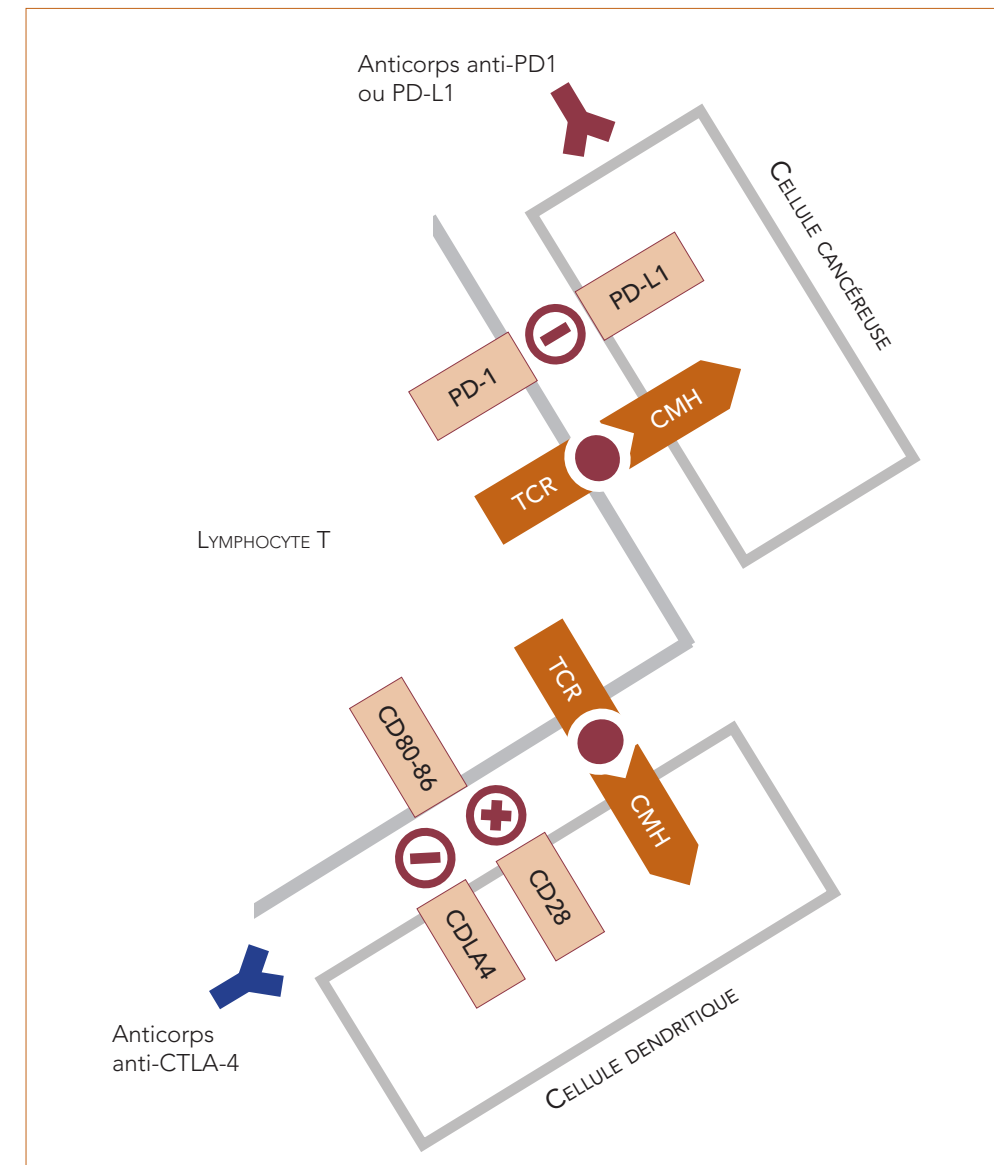 Anticorps anti-PD1
ou PD-L1
CELLULE CANCÉREUSE
PD-L1
PD-1
CMH
TCR
LYMPHOCYTE T
TCR
CD80-86
CMH
CD28
CDLA4
Anticorps
anti-CTLA-4
CELLULE DENDRITIQUE